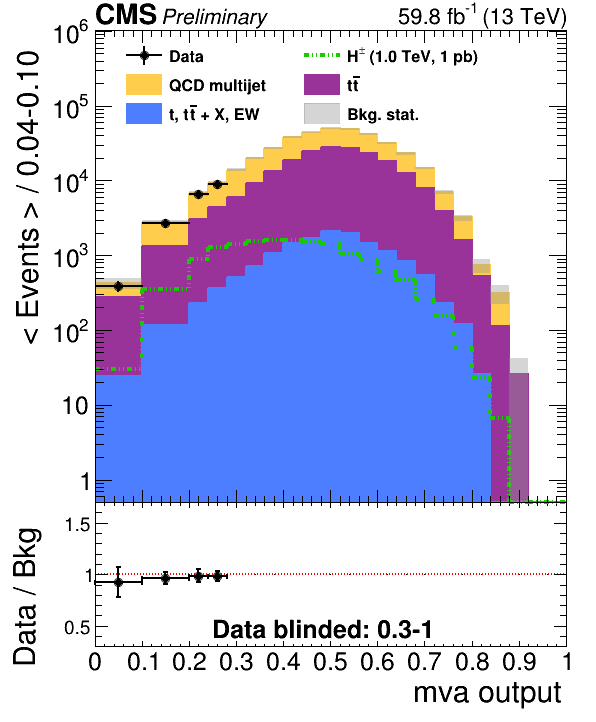 CMS Preliminary 59.8 fb⁻¹ (13 TeV)
< Events > / 0.04-0.10
10⁶
10⁵
10⁴
10³
10²
10
1
Data
H± (1.0 TeV, 1 pb)
QCD multijet
tt̄
t, tt̄ + X, EW
Bkg. stat.
Data / Bkg
1.5
1
0.5
Data blinded: 0.3-1
0 0.1 0.2 0.3 0.4 0.5 0.6 0.7 0.8 0.9 1
mva output